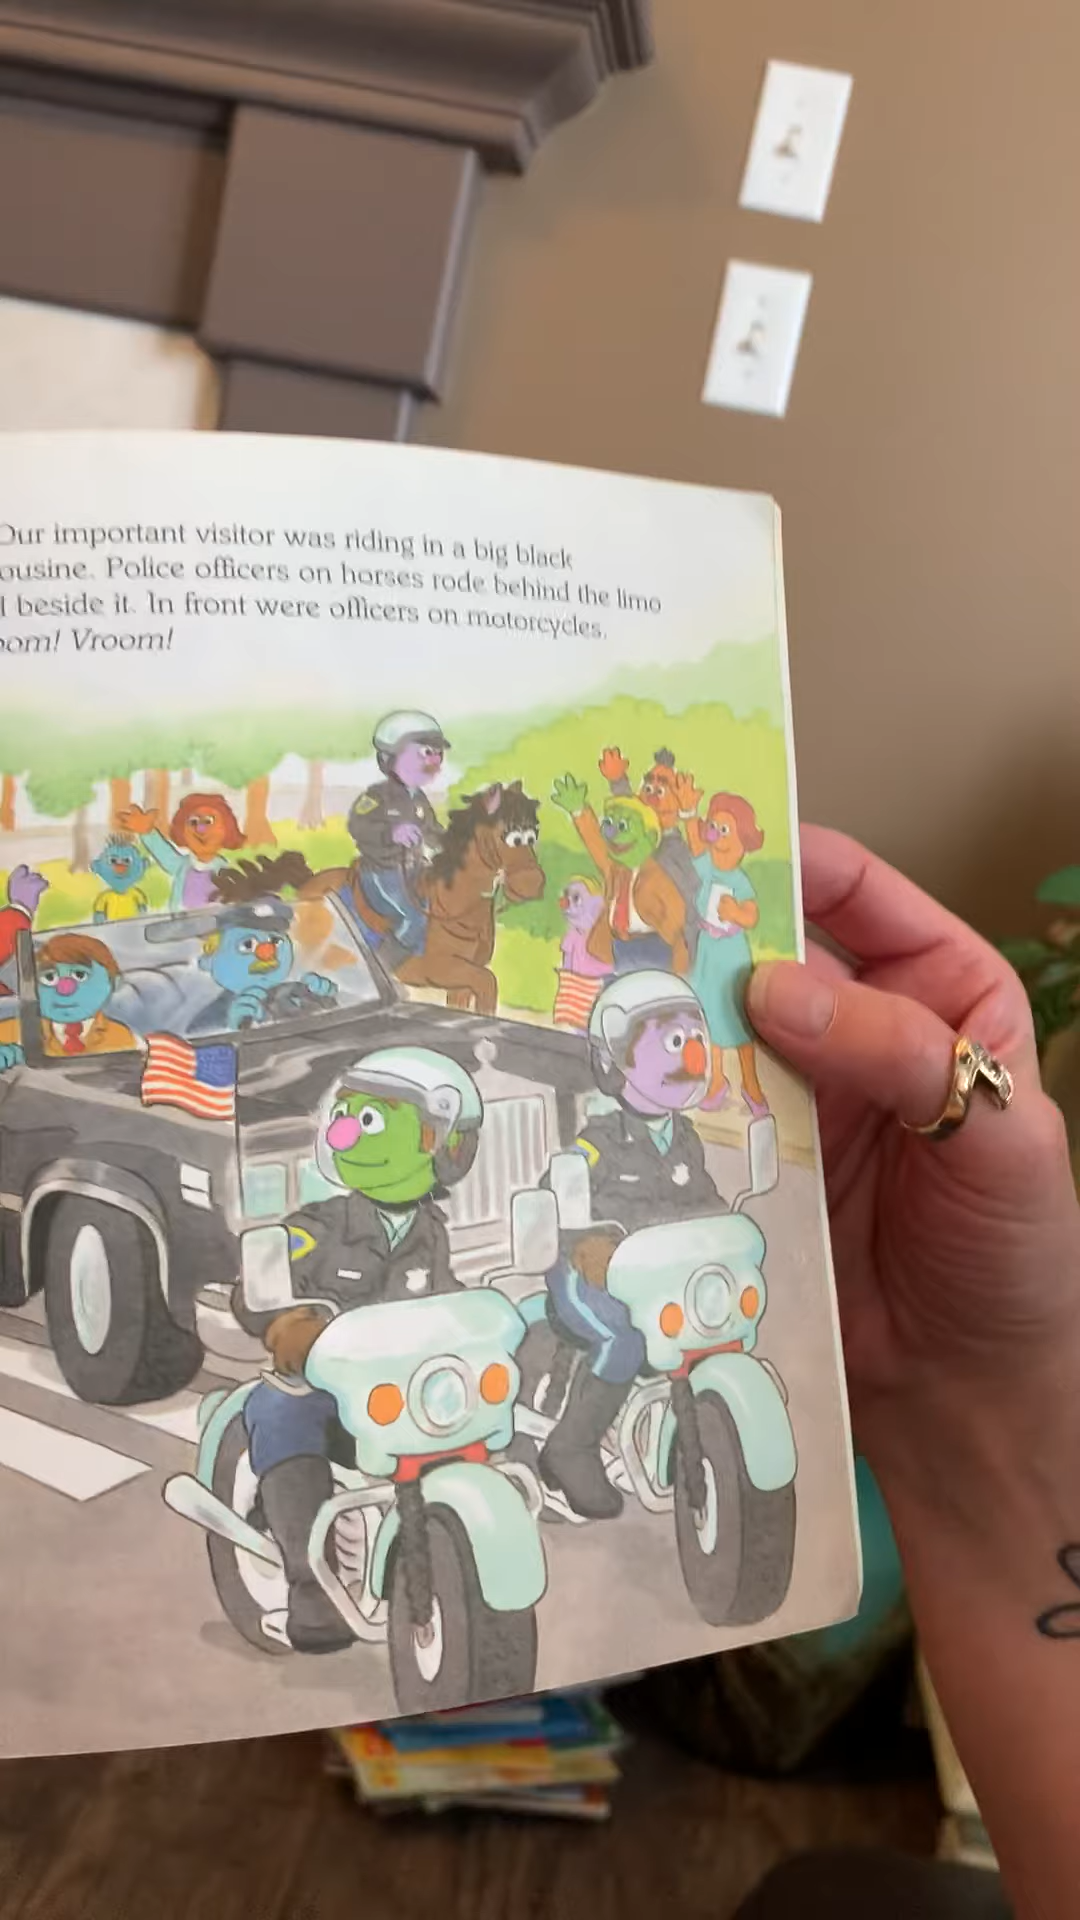 Our important visitor was riding in a big black
ousine. Police officers on horses rode behind the limo
beside it. In front were officers on motorcycles.
oom! Vroom!